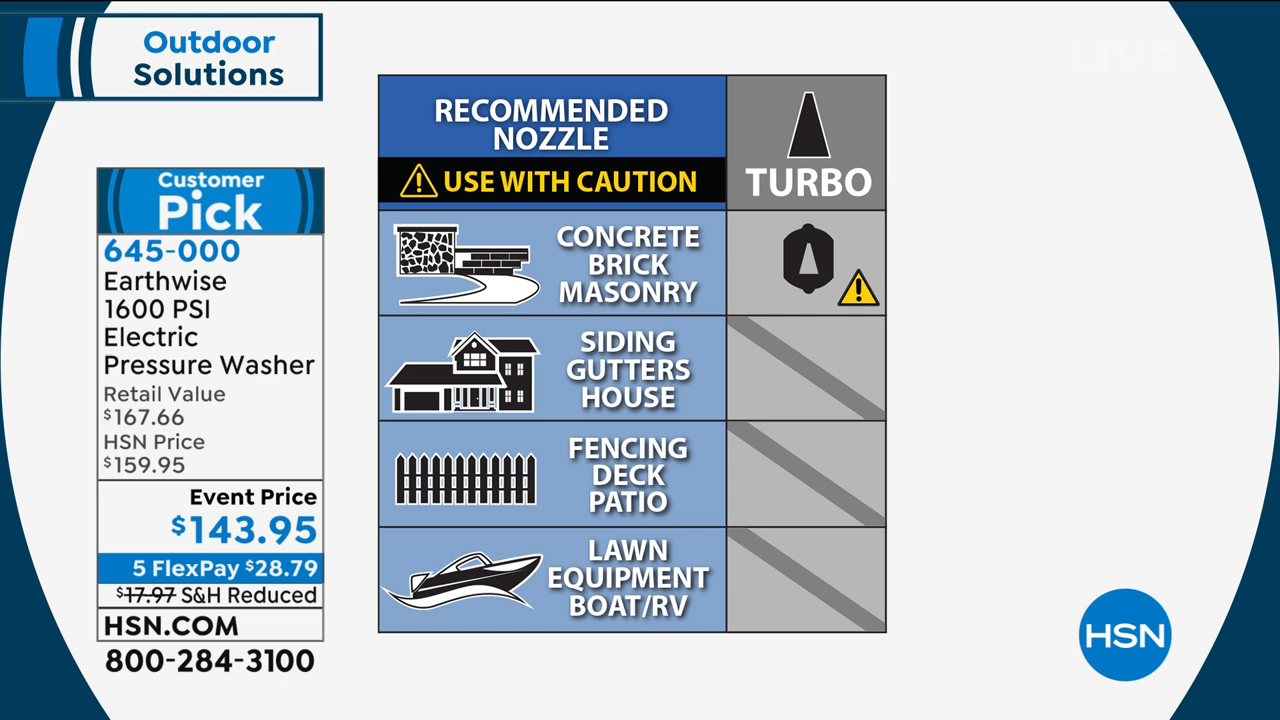 Outdoor
Solutions
LIVE
Customer
Pick
645-000
Earthwise
1600 PSI
Electric
Pressure Washer
Retail Value
$167.66
HSN Price
$159.95
Event Price
$143.95
5 FlexPay $28.79
$17.97 S&H Reduced
HSN.COM
800-284-3100
RECOMMENDED
NOZZLE
USE WITH CAUTION
TURBO
CONCRETE
BRICK
MASONRY
SIDING
GUTTERS
HOUSE
FENCING
DECK
PATIO
LAWN
EQUIPMENT
BOAT/RV
HSN